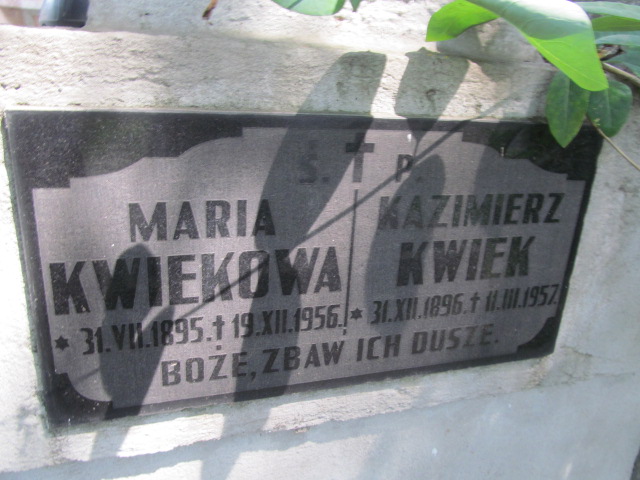 Ś. † P.
MARIA
KWIEKOWA
* 31.VII.1895. † 19.XII.1956.
KAZIMIERZ
KWIEK
* 31.XII.1896. † 11.III.1957.
BOŻE, ZBAW ICH DUSZE.